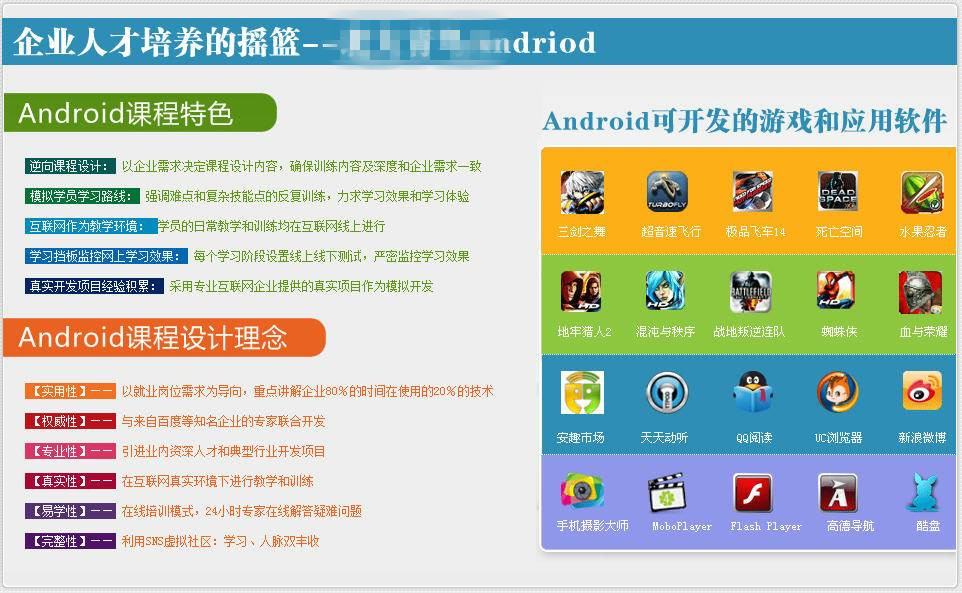 企业人才培养的摇篮--ndriod
Android课程特色
逆向课程设计： 以企业需求决定课程设计内容，确保训练内容及深度和企业需求一致
模拟学员学习路线： 强调难点和复杂技能点的反复训练，力求学习效果和学习体验
互联网作为教学环境： 学员的日常教学和训练均在互联网线上进行
学习挡板监控网上学习效果： 每个学习阶段设置线上线下测试，严密监控学习效果
真实开发项目经验积累： 采用专业互联网企业提供的真实项目作为模拟开发
Android课程设计理念
【实用性】—— 以就业岗位需求为导向，重点讲解企业80%的时间在使用的20%的技术
【权威性】—— 与来自百度等知名企业的专家联合开发
【专业性】—— 引进业内资深人才和典型行业开发项目
【真实性】—— 在互联网真实环境下进行教学和训练
【易学性】—— 在线培训模式，24小时专家在线解答疑难问题
【完整性】—— 利用SNS虚拟社区：学习、人脉双丰收
Android可开发的游戏和应用软件
TURBOFLY DEAD SPACE
三剑之舞 超音速飞行 极品飞车14 死亡空间 水果忍者
HD BATTLEFIELD HD
地牢猎人2 混沌与秩序 战地叛逆连队 蜘蛛侠 血与荣耀
安趣市场 天天动听 QQ阅读 UC浏览器 新浪微博
手机摄影大师 MoboPlayer Flash Player 高德导航 酷盘